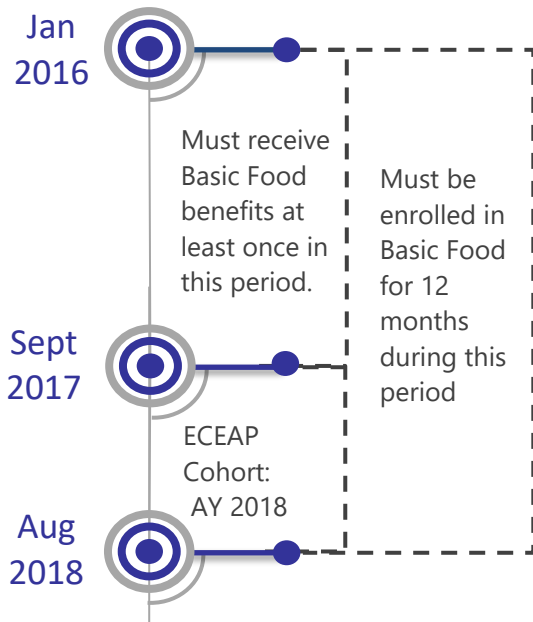 Jan
2016
Must receive
Basic Food
benefits at
least once in
this period.
Must be
enrolled in
Basic Food
for 12
months
during this
period
Sept
2017
ECEAP
Cohort:
AY 2018
Aug
2018